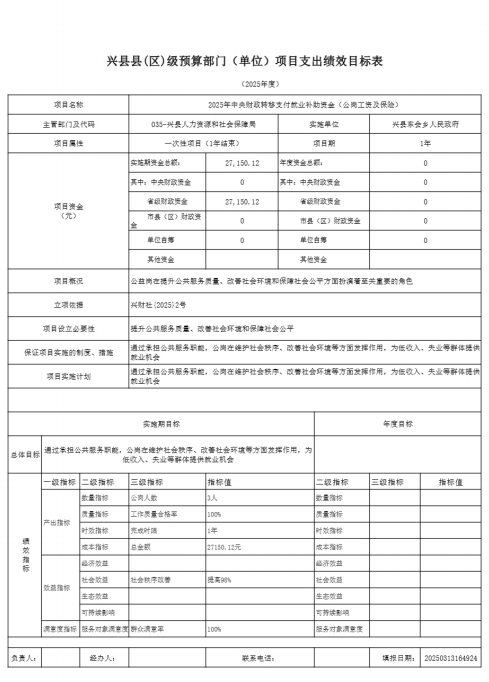 兴县县(区)级预算部门（单位）项目支出绩效目标表
（2025年度）
项目名称 2025年中央财政转移支付就业补助资金（公岗工资及保险）
主管部门及代码 035-兴县人力资源和社会保障局 实施单位 兴县东会乡人民政府
项目属性 一次性项目（1年结束） 项目期 1年
项目资金（元） 实施期资金总额： 27,150.12 年度资金总额： 0
其中：中央财政资金 0 其中：中央财政资金 0
省级财政资金 27,150.12 省级财政资金 0
市县（区）财政资金 0 市县（区）财政资金 0
单位自筹 0 单位自筹 0
其他资金 其他资金
项目概况 公益岗在提升公共服务质量、改善社会环境和保障社会公平方面扮演着至关重要的角色
立项依据 兴财社(2025)2号
项目设立必要性 提升公共服务质量、改善社会环境和保障社会公平
保证项目实施的制度、措施 通过承担公共服务职能，公岗在维护社会秩序、改善社会环境等方面发挥作用，为低收入、失业等群体提供就业机会
项目实施计划 通过承担公共服务职能，公岗在维护社会秩序、改善社会环境等方面发挥作用，为低收入、失业等群体提供就业机会
实施期目标 年度目标
总体目标 通过承担公共服务职能，公岗在维护社会秩序、改善社会环境等方面发挥作用，为低收入、失业等群体提供就业机会
绩效指标 一级指标 二级指标 三级指标 指标值 二级指标 三级指标 指标值
产出指标 数量指标 公岗人数 3人 数量指标
质量指标 工作质量合格率 100% 质量指标
时效指标 完成时限 1年 时效指标
成本指标 总金额 27150.12元 成本指标
效益指标 经济效益 经济效益
社会效益 社会秩序改善 提高98% 社会效益
生态效益 生态效益
可持续影响 可持续影响
满意度指标 服务对象满意度 群众满意率 100% 服务对象满意度
负责人： 经办人： 联系电话： 填报日期： 20250313164924